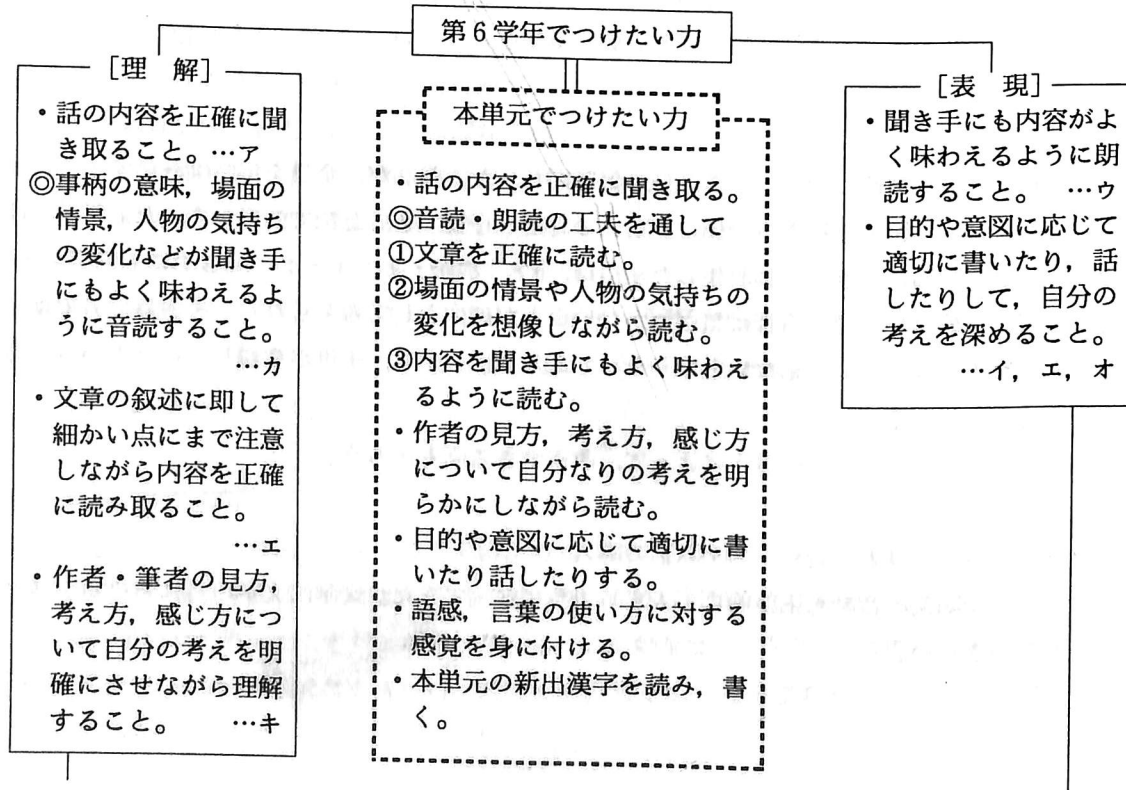 第6学年でつけたい力
[理　解]
・話の内容を正確に聞
き取ること。…ア
◎事柄の意味，場面の
情景，人物の気持ち
の変化などが聞き手
にもよく味わえるよ
うに音読すること。
…カ
・文章の叙述に即して
細かい点にまで注意
しながら内容を正確
に読み取ること。
…エ
・作者・筆者の見方，
考え方，感じ方につ
いて自分の考えを明
確にさせながら理解
すること。　…キ
本単元でつけたい力
・話の内容を正確に聞き取る。
◎音読・朗読の工夫を通して
①文章を正確に読む。
②場面の情景や人物の気持ちの
変化を想像しながら読む。
③内容を聞き手にもよく味わえ
るように読む。
・作者の見方，考え方，感じ方
について自分なりの考えを明
らかにしながら読む。
・目的や意図に応じて適切に書
いたり話したりする。
・語感，言葉の使い方に対する
感覚を身に付ける。
・本単元の新出漢字を読み，書
く。
[表　現]
・聞き手にも内容がよ
く味わえるように朗
読すること。　…ウ
・目的や意図に応じて
適切に書いたり，話
したりして，自分の
考えを深めること。
…イ，エ，オ